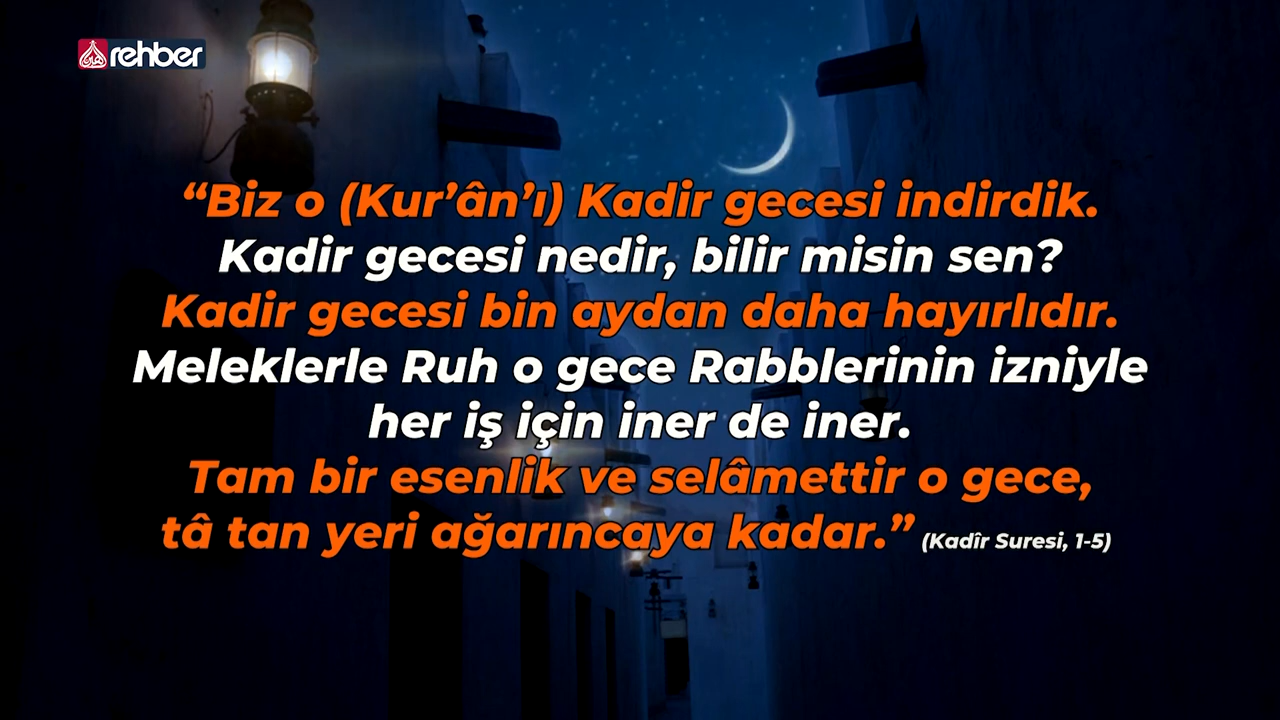 rehber
“Biz o (Kur’ân’ı) Kadir gecesi indirdik.
Kadir gecesi nedir, bilir misin sen?
Kadir gecesi bin aydan daha hayırlıdır.
Meleklerle Ruh o gece Rabblerinin izniyle
her iş için iner de iner.
Tam bir esenlik ve selâmettir o gece,
tâ tan yeri ağarıncaya kadar.” (Kadîr Suresi, 1-5)